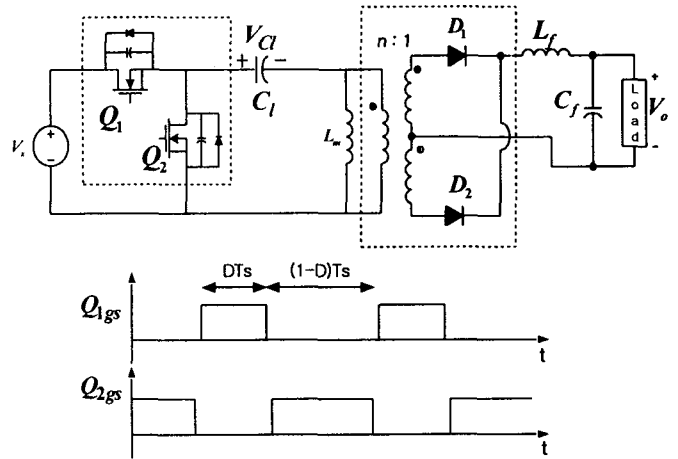 V_Cl
+ −
C_l
n : 1
D_1
L_f
Q_1
Q_2
V_s
+
−
L_m
C_f
Load
+
V_o
-
D_2
DTs
(1-D)Ts
Q_1gs
t
Q_2gs
t